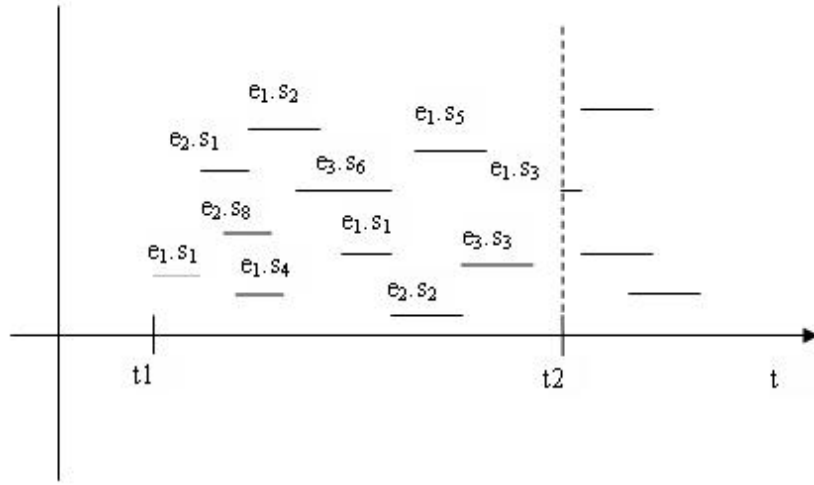 e₁.s₂
e₁.s₅
e₂.s₁
e₃.s₆
e₁.s₃
e₂.s₈
e₁.s₁
e₃.s₃
e₁.s₁
e₁.s₄
e₂.s₂
t1
t2
t